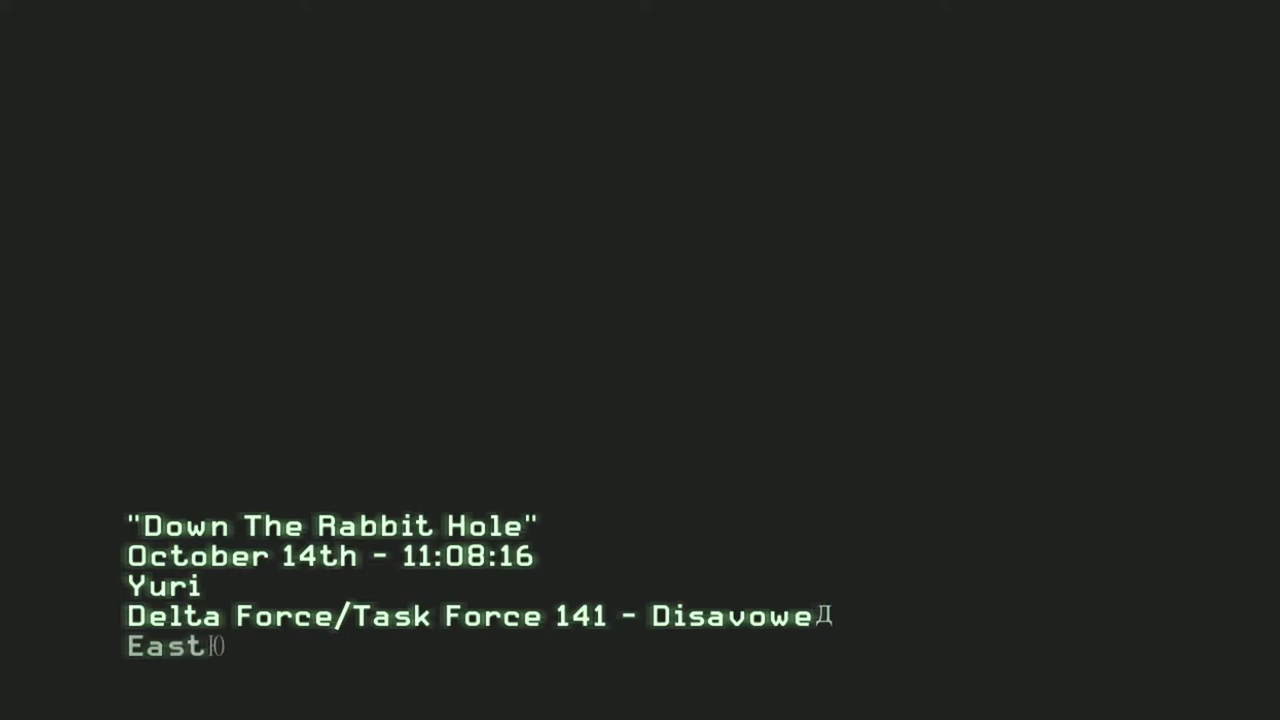 "Down The Rabbit Hole"
October 14th - 11:08:16
Yuri
Delta Force/Task Force 141 - DisavoweД
EastЮ